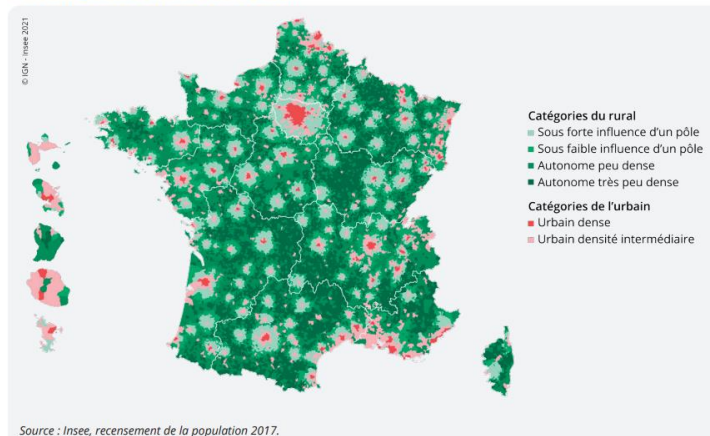 © IGN - Insee 2021
Catégories du rural
Sous forte influence d'un pôle
Sous faible influence d'un pôle
Autonome peu dense
Autonome très peu dense
Catégories de l'urbain
Urbain dense
Urbain densité intermédiaire
Source : Insee, recensement de la population 2017.